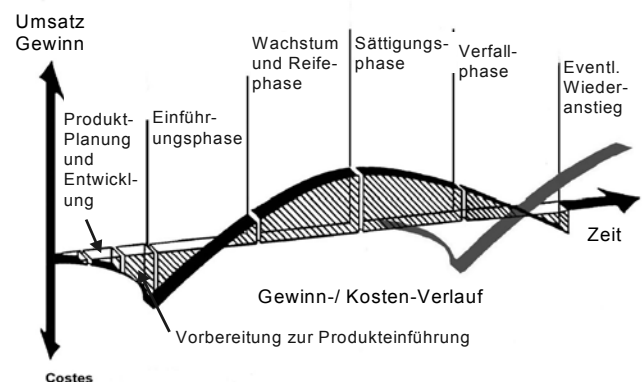 Umsatz
Gewinn
Produkt-
Planung
und
Entwickl-
ung
Einführ-
ungsphase
Wachstum
und Reife-
phase
Sättigungs-
phase
Verfall-
phase
Eventl.
Wieder-
anstieg
Zeit
Gewinn-/ Kosten-Verlauf
Vorbereitung zur Produkteinführung
Costes